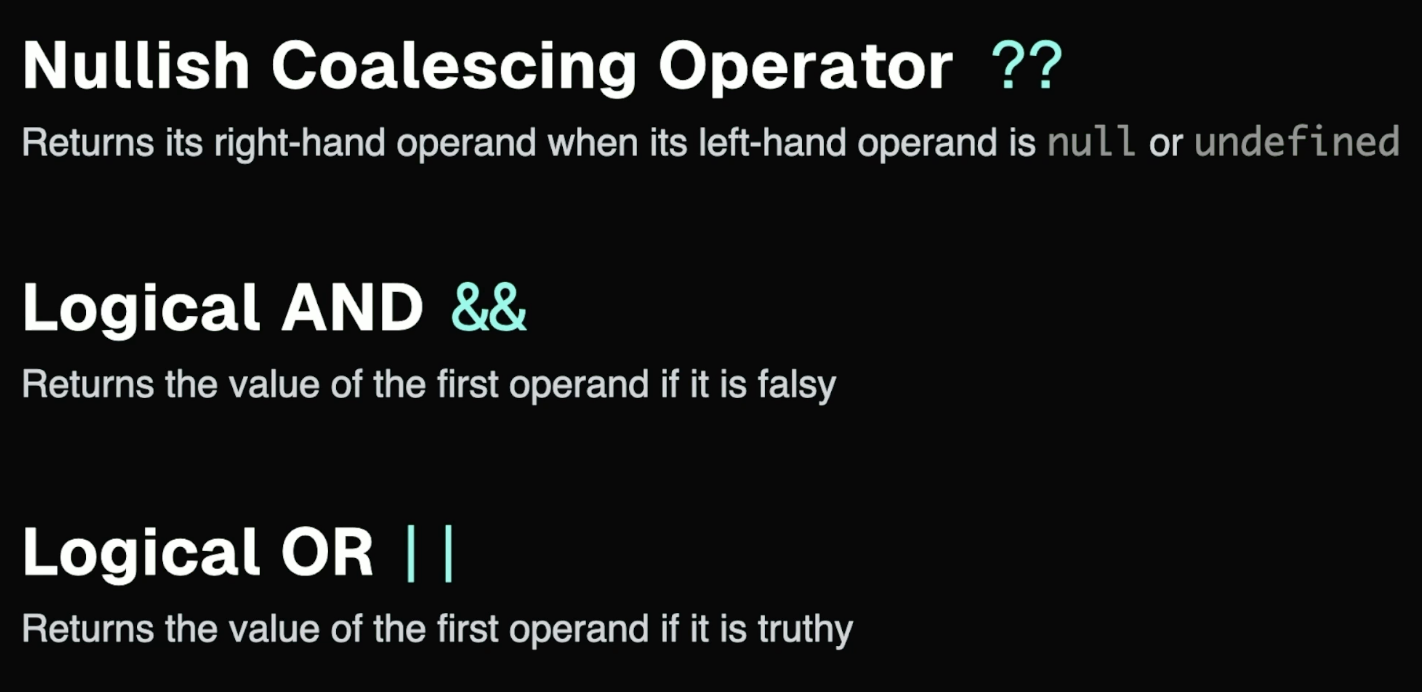 Nullish Coalescing Operator ??
Returns its right-hand operand when its left-hand operand is null or undefined
Logical AND &&
Returns the value of the first operand if it is falsy
Logical OR ||
Returns the value of the first operand if it is truthy